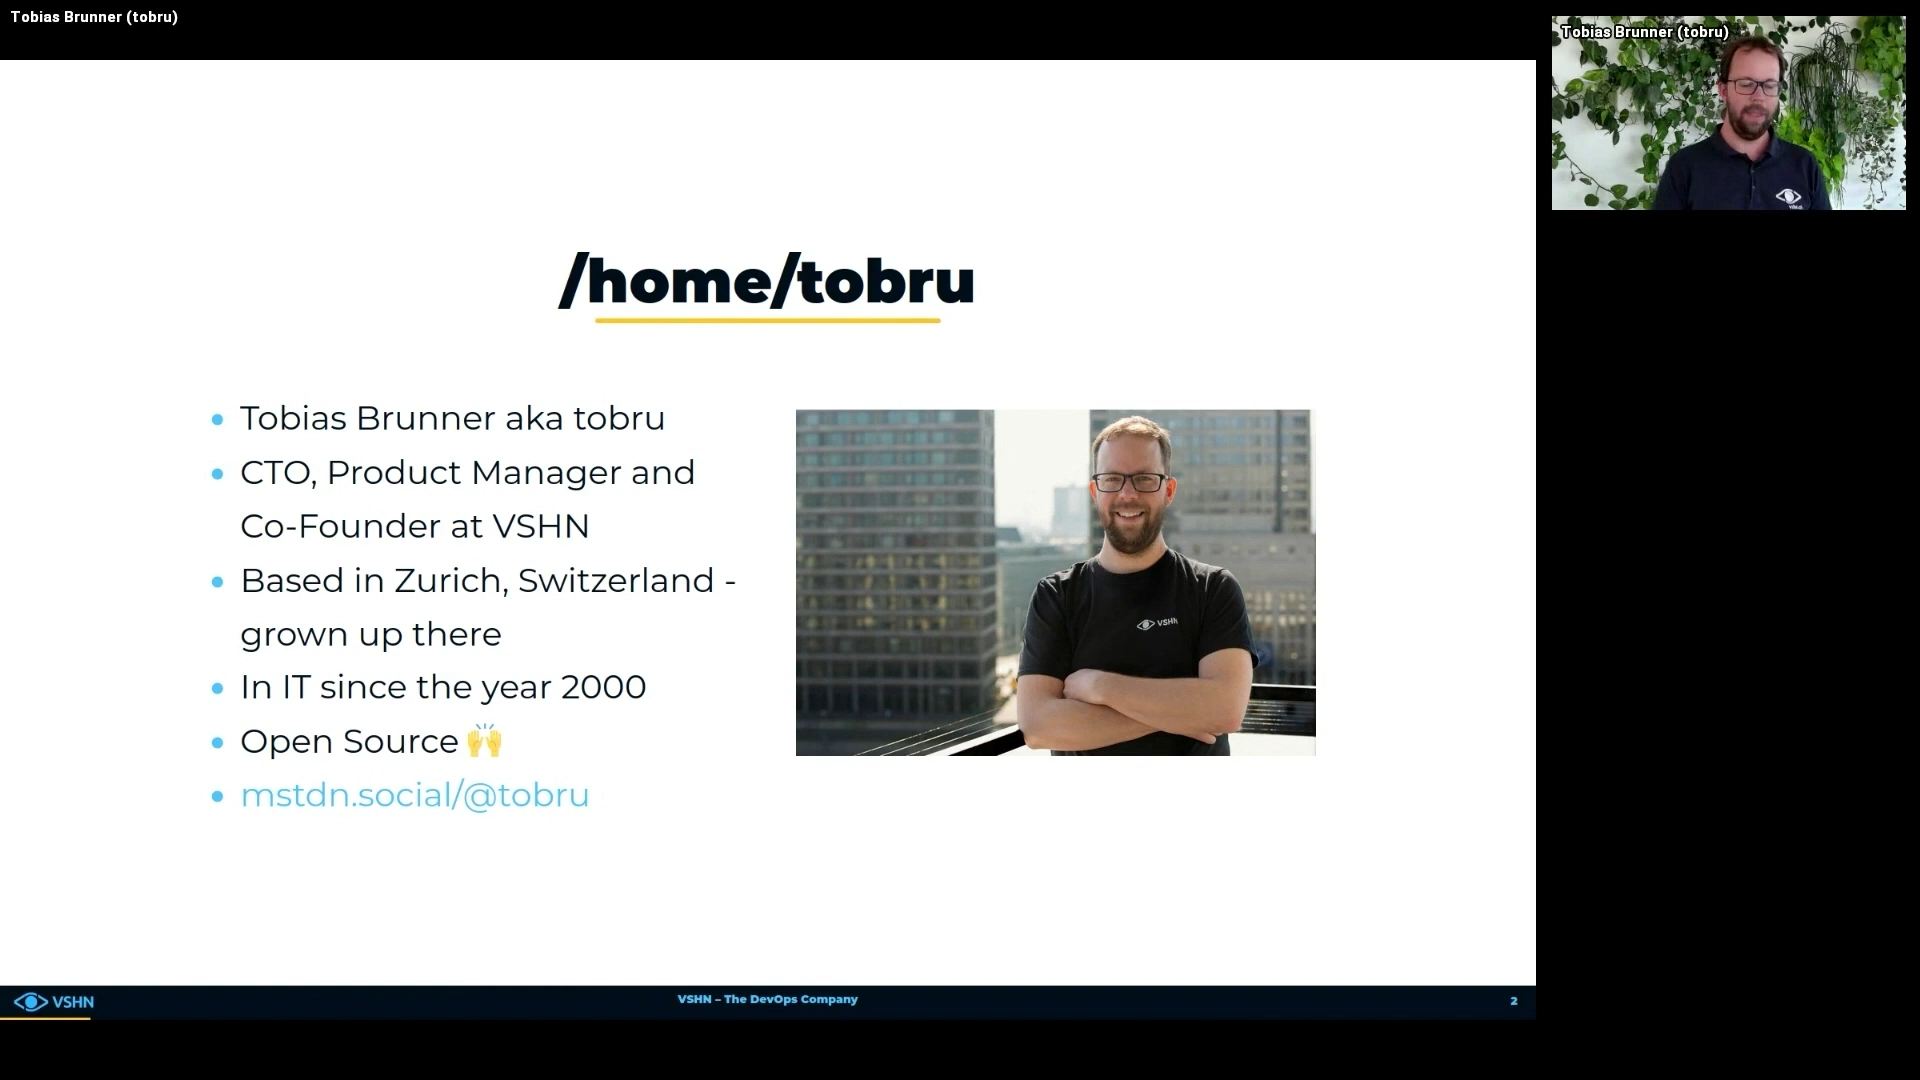 Tobias Brunner (tobru)
Tobias Brunner (tobru)
/home/tobru
Tobias Brunner aka tobru
CTO, Product Manager and
Co-Founder at VSHN
Based in Zurich, Switzerland -
grown up there
In IT since the year 2000
Open Source 🙌
mstdn.social/@tobru
VSHN
VSHN
VSHN – The DevOps Company
2